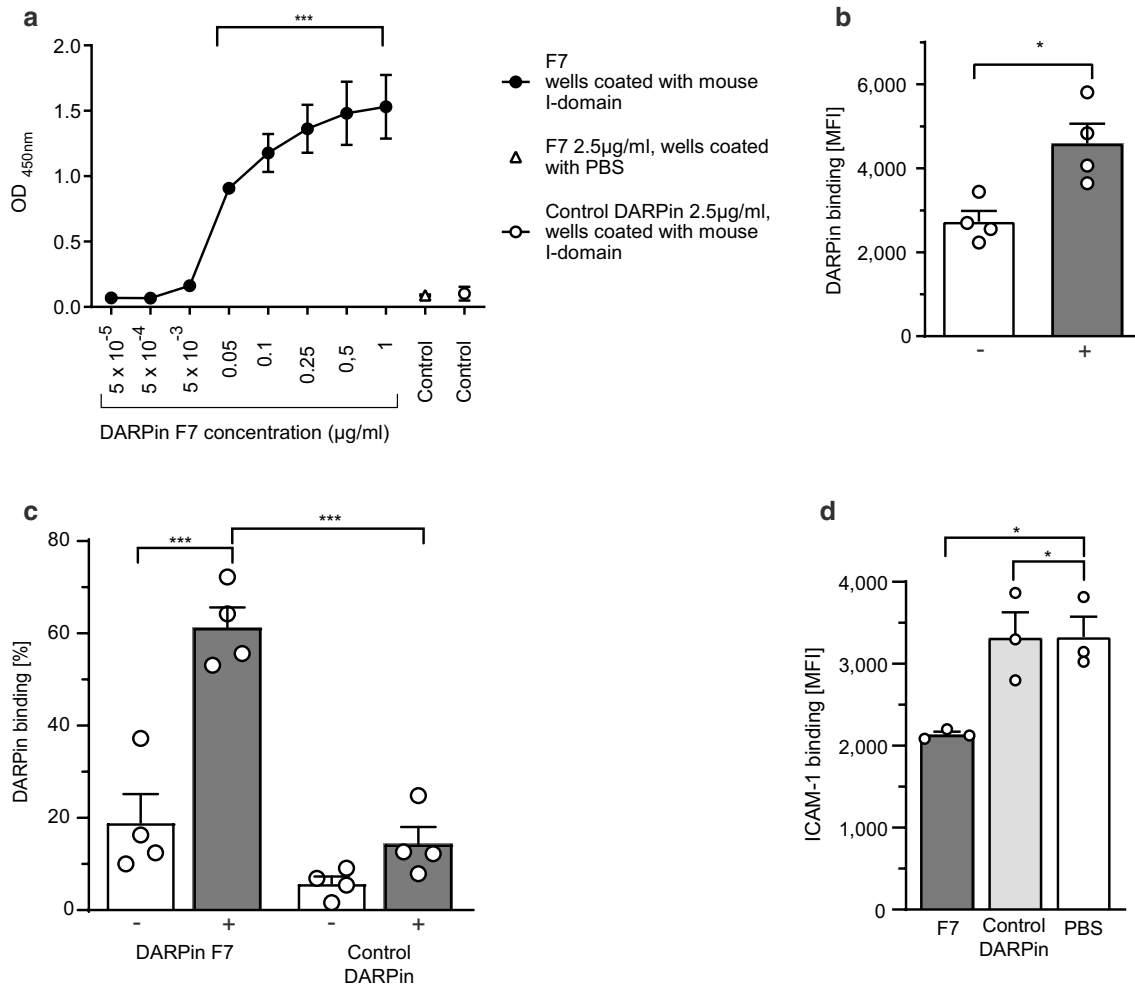 a
***
2.0
1.5
1.0
0.5
0.0
OD 450nm
5 x 10-5
5 x 10-4
5 x 10-3
0.05
0.1
0.25
0,5
1
Control
Control
DARPin F7 concentration (µg/ml)
F7
wells coated with mouse
I-domain
F7 2.5µg/ml, wells coated
with PBS
Control DARPin 2.5µg/ml,
wells coated with mouse
I-domain
b
*
6,000
4,000
2,000
0
DARPin binding [MFI]
-
+
c
***
***
80
60
40
20
0
DARPin binding [%]
-
+
-
+
DARPin F7
Control
DARPin
d
*
*
4,000
3,000
2,000
1,000
0
ICAM-1 binding [MFI]
F7
Control
DARPin
PBS